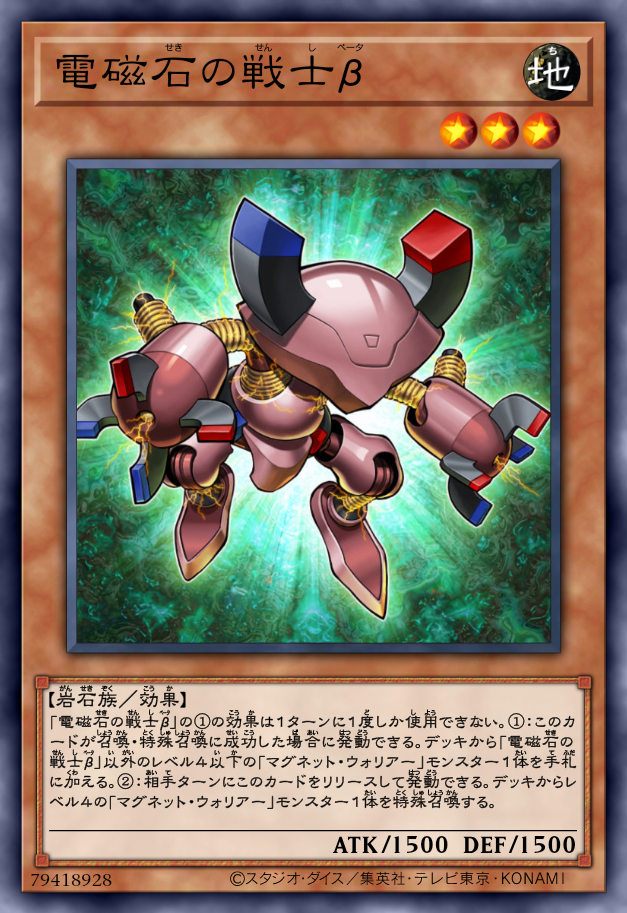 電磁石の戦士β
地
【岩石族／効果】
「電磁石の戦士β」の①の効果は1ターンに1度しか使用できない。①：このカ
ードが召喚・特殊召喚に成功した場合に発動できる。デッキから「電磁石の
戦士β」以外のレベル4以下の「マグネット・ウォリアー」モンスター1体を手札
に加える。②：相手ターンにこのカードをリリースして発動できる。デッキからレ
ベル4の「マグネット・ウォリアー」モンスター1体を特殊召喚する。
ATK/1500 DEF/1500
79418928 ©スタジオ・ダイス／集英社・テレビ東京・KONAMI